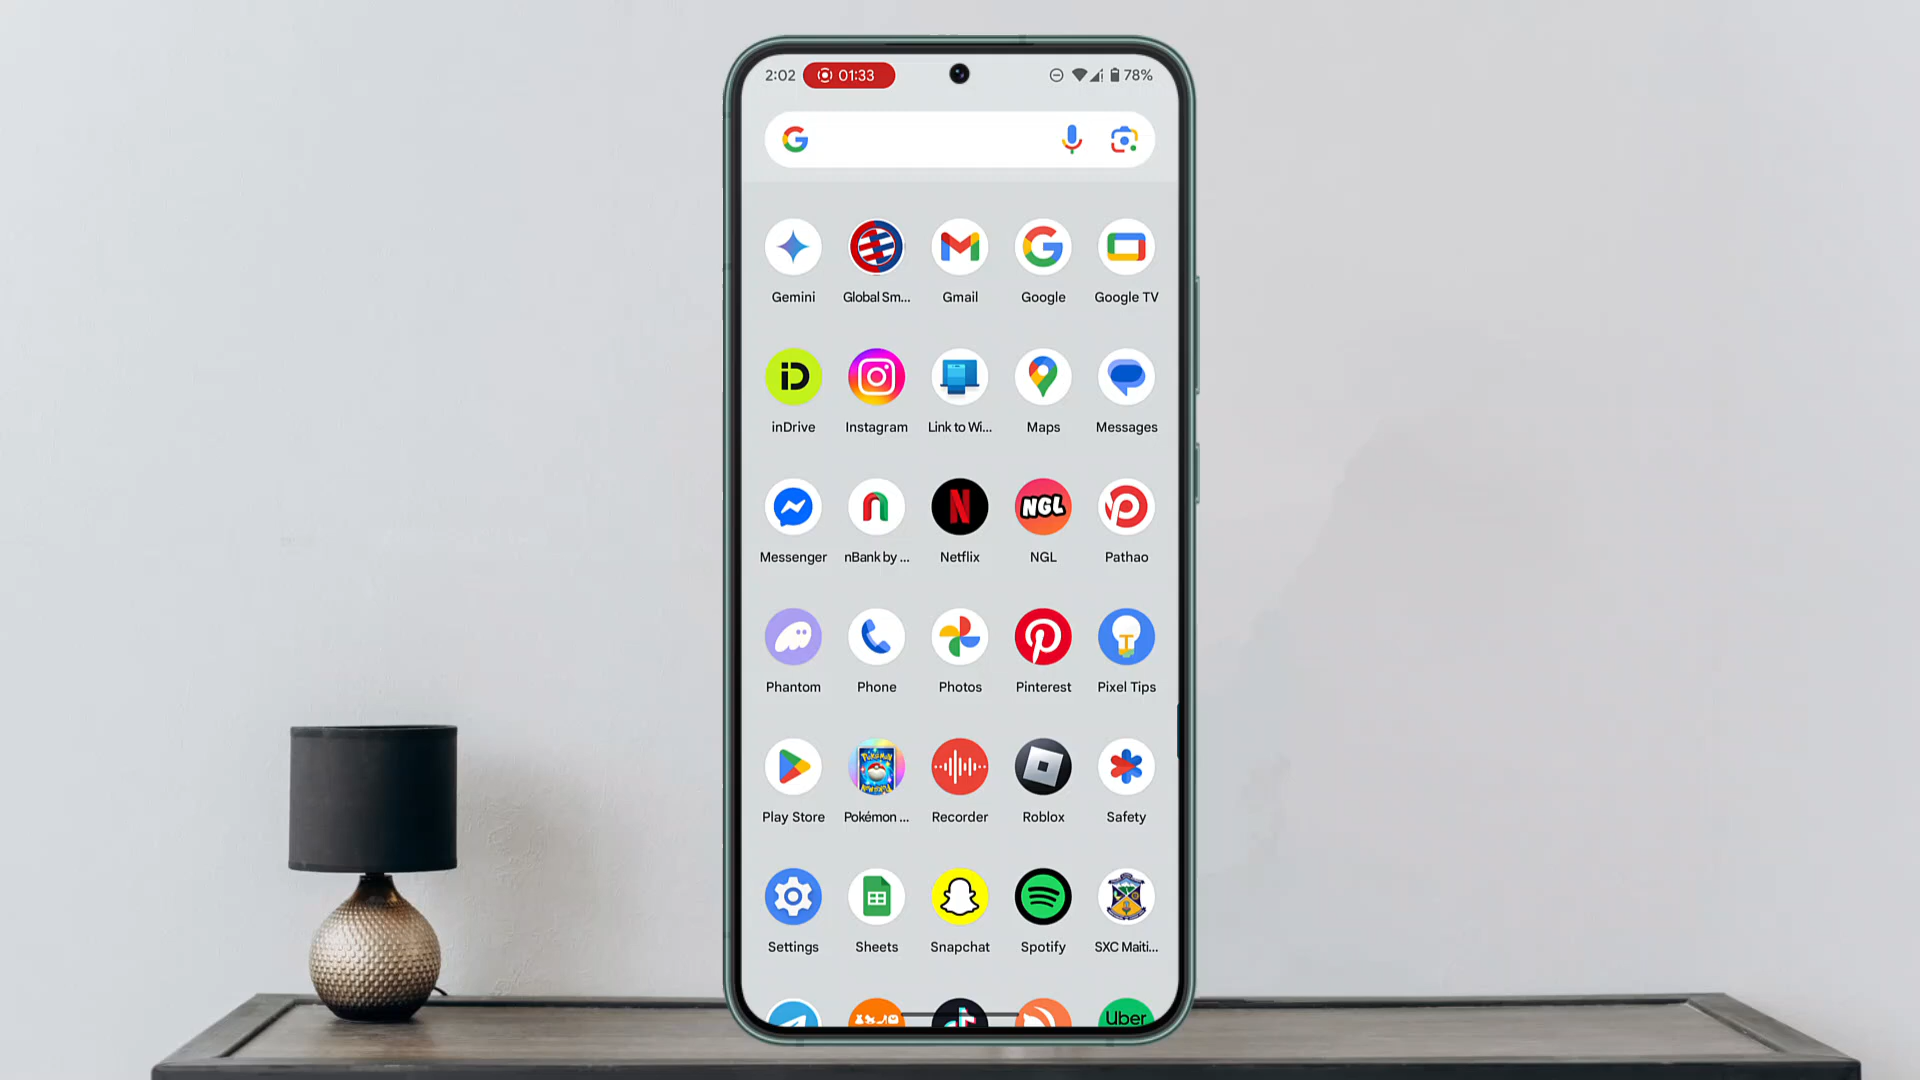 2:02 01:33 78%
Gemini Global Sm... Gmail Google Google TV
iD
inDrive Instagram Link to Wi... Maps Messages
NGL
Messenger nBank by ... Netflix NGL Pathao
Phantom Phone Photos Pinterest Pixel Tips
Play Store Pokémon ... Recorder Roblox Safety
Settings Sheets Snapchat Spotify SXC Maiti...
Uber